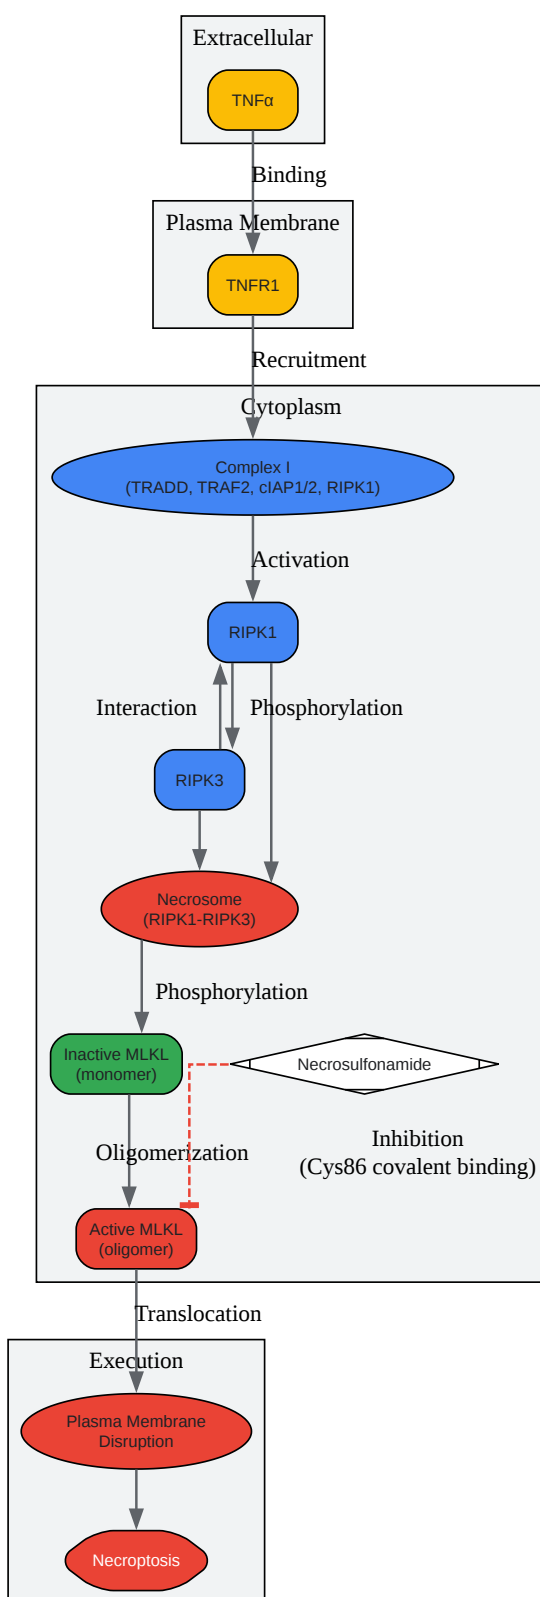 Extracellular
TNFα
Binding
Plasma Membrane
TNFR1
Recruitment
Cytoplasm
Complex I
(TRADD, TRAF2, cIAP1/2, RIPK1)
Activation
RIPK1
Interaction
Phosphorylation
RIPK3
Necrosome
(RIPK1-RIPK3)
Phosphorylation
Inactive MLKL
(monomer)
Necrosulfonamide
Oligomerization
Inhibition
(Cys86 covalent binding)
Active MLKL
(oligomer)
Translocation
Execution
Plasma Membrane
Disruption
Necroptosis